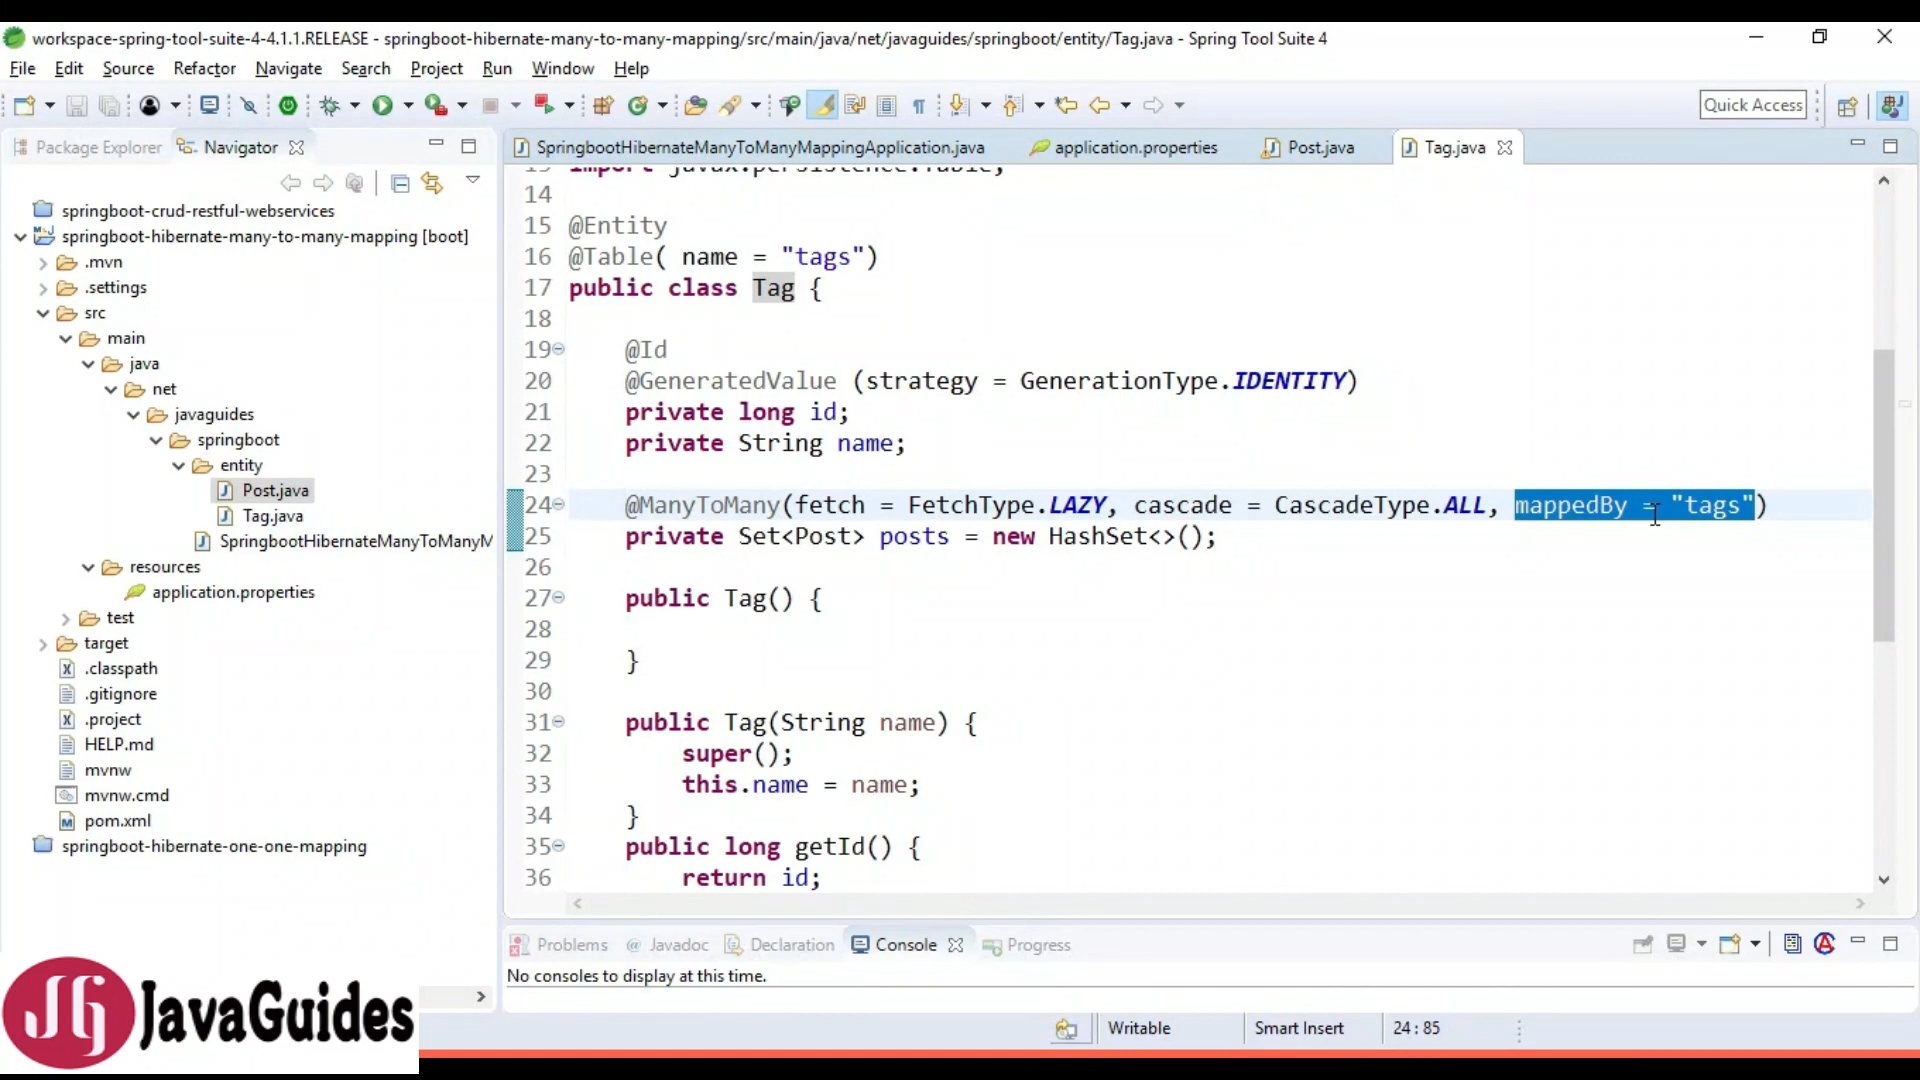 workspace-spring-tool-suite-4-4.1.1.RELEASE - springboot-hibernate-many-to-many-mapping/src/main/java/net/javaguides/springboot/entity/Tag.java - Spring Tool Suite 4
File Edit Source Refactor Navigate Search Project Run Window Help
Quick Access
Package Explorer Navigator
SpringbootHibernateManyToManyMappingApplication.java application.properties Post.java Tag.java
springboot-crud-restful-webservices
springboot-hibernate-many-to-many-mapping [boot]
.mvn
.settings
src
main
java
net
javaguides
springboot
entity
Post.java
Tag.java
SpringbootHibernateManyToManyM
resources
application.properties
test
target
.classpath
.gitignore
.project
HELP.md
mvnw
mvnw.cmd
pom.xml
springboot-hibernate-one-one-mapping
13 import javax.persistence.Table;
14
15 @Entity
16 @Table( name = "tags")
17 public class Tag {
18
19 @Id
20 @GeneratedValue (strategy = GenerationType.IDENTITY)
21 private long id;
22 private String name;
23
24 @ManyToMany(fetch = FetchType.LAZY, cascade = CascadeType.ALL, mappedBy = "tags")
25 private Set<Post> posts = new HashSet<>();
26
27 public Tag() {
28
29 }
30
31 public Tag(String name) {
32 super();
33 this.name = name;
34 }
35 public long getId() {
36 return id;
Problems @ Javadoc Declaration Console Progress
No consoles to display at this time.
Writable Smart Insert 24 : 85
JG JavaGuides